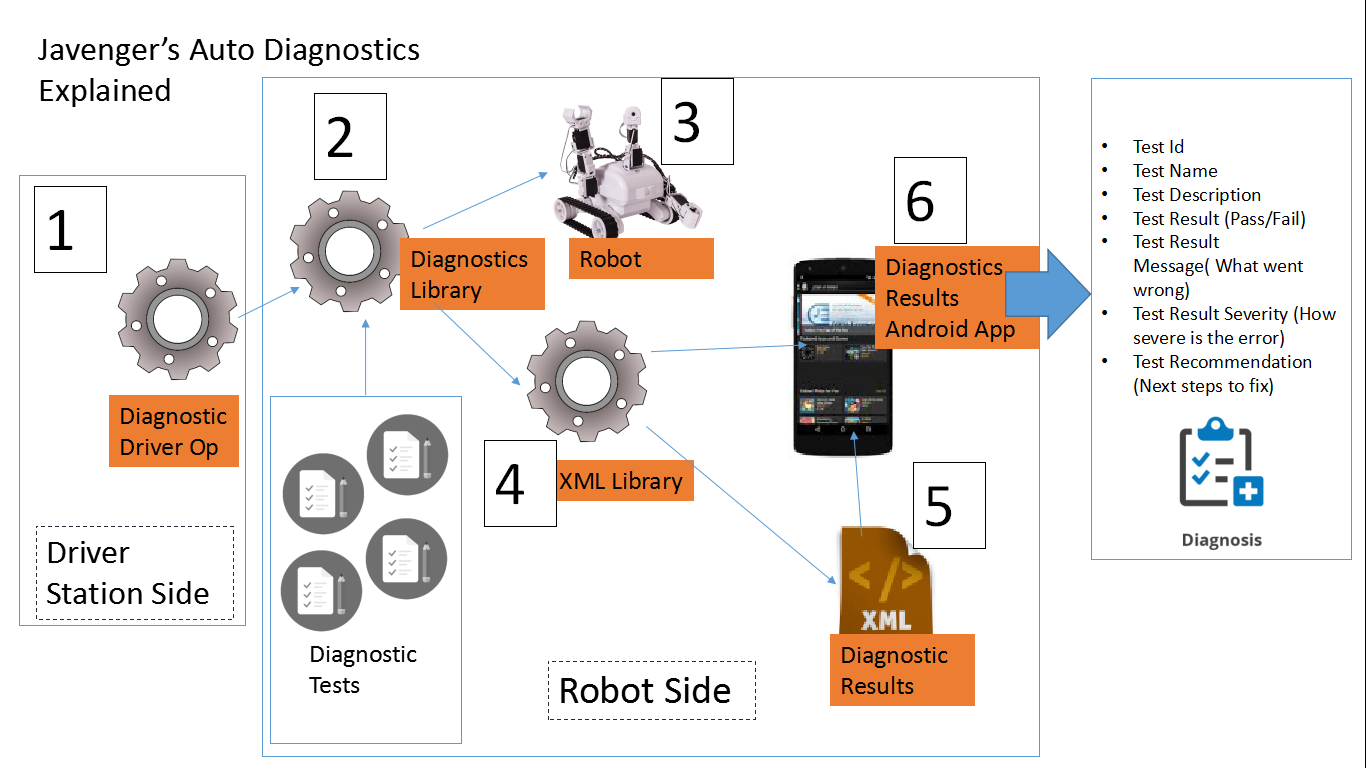 Javenger's Auto Diagnostics
Explained
1
Diagnostic
Driver Op
Driver
Station Side
2
Diagnostics
Library
Diagnostic
Tests
3
Robot
4
XML Library
Robot Side
5
</>
XML
Diagnostic
Results
6
Diagnostics
Results
Android App
• Test Id
• Test Name
• Test Description
• Test Result (Pass/Fail)
• Test Result
Message( What went
wrong)
• Test Result Severity (How
severe is the error)
• Test Recommendation
(Next steps to fix)
Diagnosis